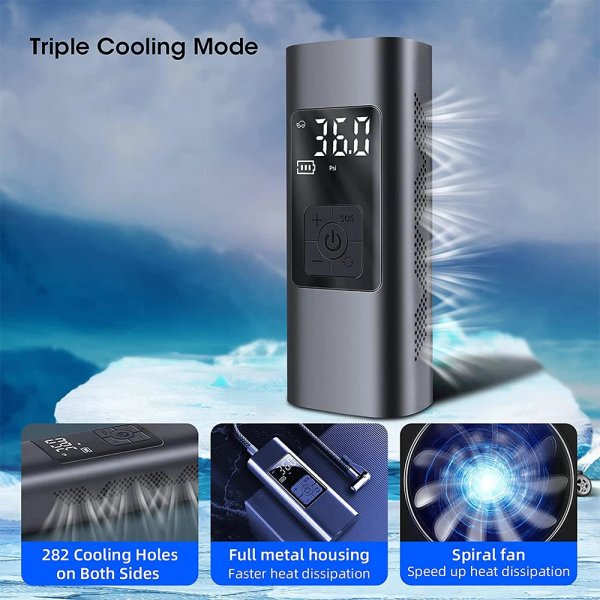 Triple Cooling Mode
36.0
Psi
+ SOS
−
282 Cooling Holes
on Both Sides
Full metal housing
Faster heat dissipation
Spiral fan
Speed up heat dissipation